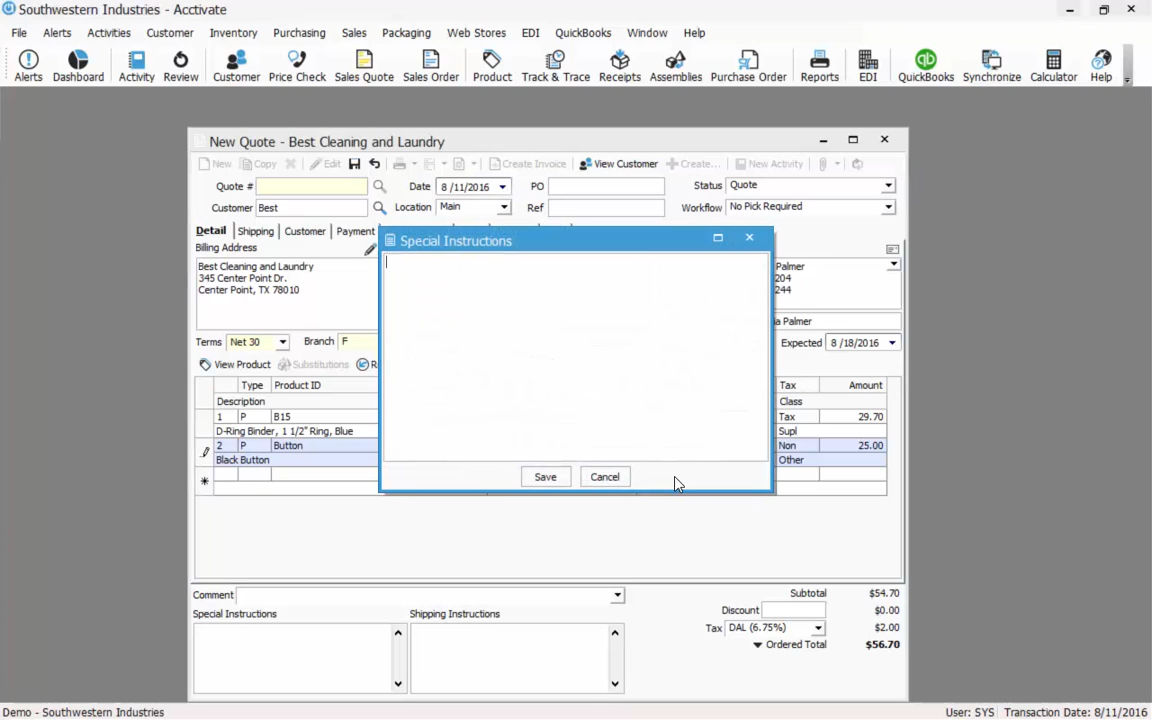 Southwestern Industries - Acctivate
File Alerts Activities Customer Inventory Purchasing Sales Packaging Web Stores EDI QuickBooks Window Help
Alerts Dashboard Activity Review Customer Price Check Sales Quote Sales Order Product Track & Trace Receipts Assembles Purchase Order Reports EDI QuickBooks Synchronize Calculator Help
New Quote - Best Cleaning and Laundry
New Copy Edit Create Invoice View Customer Create... New Activity
Quote # Date 8 /11/2016 PO Status Quote
Customer Best Location Main Ref Workflow No Pick Required
Detail Shipping Customer Payment
Special Instructions
Billing Address
Best Cleaning and Laundry Palmer
345 Center Point Dr. 204
Center Point, TX 78010 244
ia Palmer
Terms Net 30 Branch F Expected 8 /18/2016
View Product Substitutions R
Type Product ID Tax Amount
Description Class
1 P B15 Tax 29.70
D-Ring Binder, 1 1/2" Ring, Blue Supl
2 P Button Non 25.00
Black Button Other
Save Cancel
Comment Subtotal $54.70
Special Instructions Shipping Instructions Discount $0.00
Tax DAL (6.75%) $2.00
Ordered Total $56.70
Demo - Southwestern Industries User: SYS Transaction Date: 8/11/2016